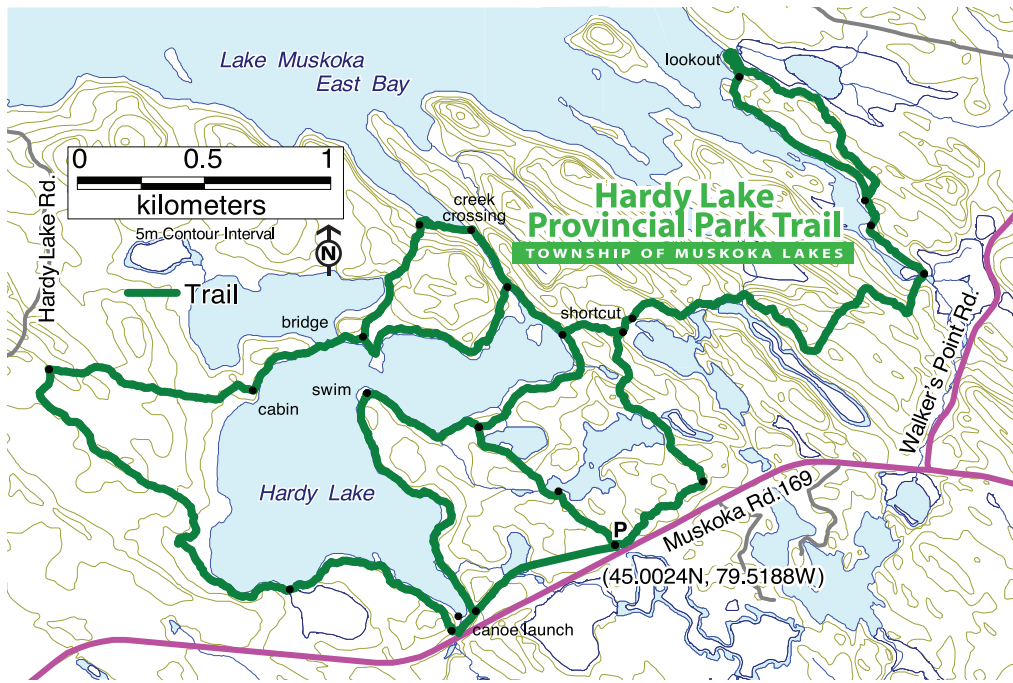 Lake Muskoka
East Bay
lookout
0 0.5 1
kilometers
5m Contour Interval
N
Trail
Hardy Lake Rd.
creek
crossing
Hardy Lake
Provincial Park Trail
TOWNSHIP OF MUSKOKA LAKES
shortcut
bridge
swim
cabin
Walker's Point Rd.
Hardy Lake
P
Muskoka Rd.169
(45.0024N, 79.5188W)
canoe launch